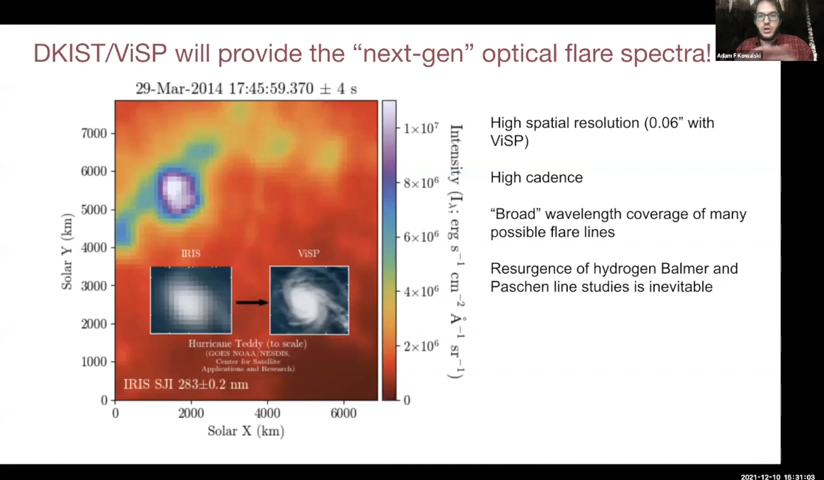 DKIST/ViSP will provide the “next-gen” optical flare spectra!
Adam F Kowalski
29-Mar-2014 17:45:59.370 ± 4 s
7000
6000
5000
4000
3000
2000
1000
0
Solar Y (km)
0
2000
4000
6000
Solar X (km)
IRIS
ViSP
Hurricane Teddy (to scale)
(GOES NOAA/NESDIS,
Center for Satellite
Applications and Research)
IRIS SJI 283±0.2 nm
1×10⁷
8×10⁶
6×10⁶
4×10⁶
2×10⁶
0
Intensity (I_λ; erg s⁻¹ cm⁻² Å⁻¹ sr⁻¹)
High spatial resolution (0.06” with
ViSP)
High cadence
“Broad” wavelength coverage of many
possible flare lines
Resurgence of hydrogen Balmer and
Paschen line studies is inevitable
2021-12-10 16:31:03